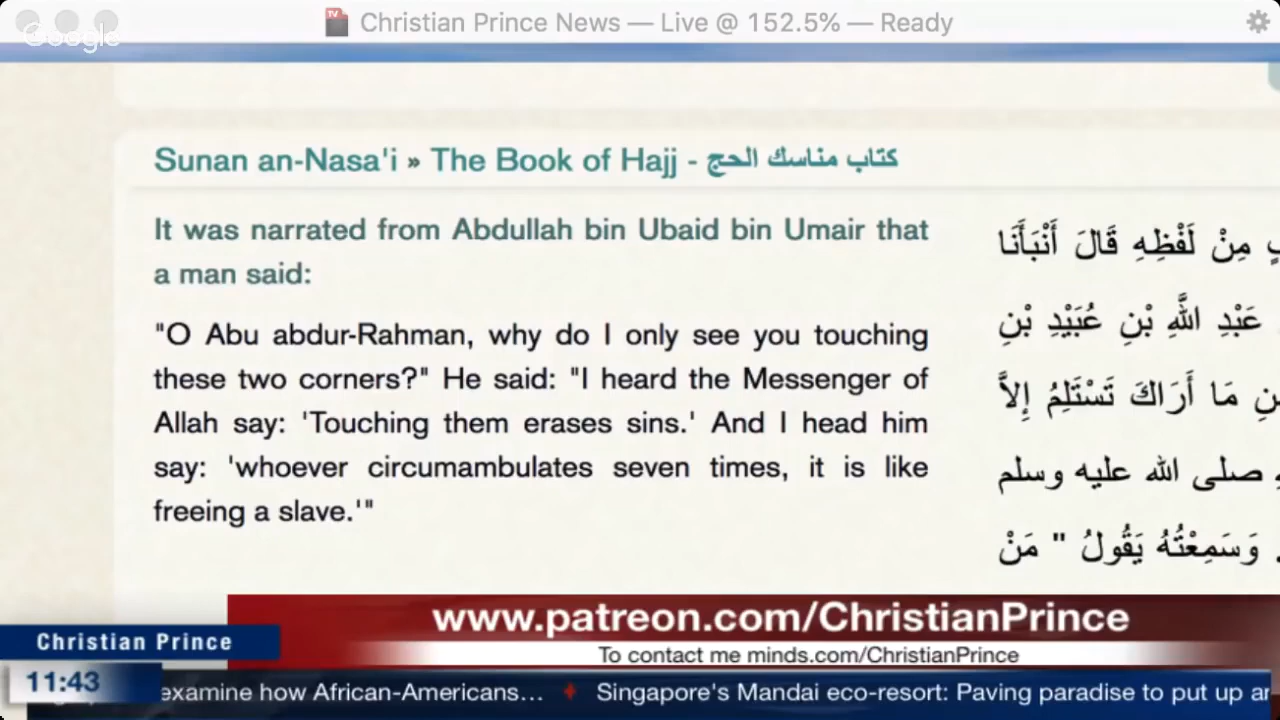 Christian Prince News — Live @ 152.5% — Ready
Google
Sunan an-Nasa'i » The Book of Hajj - كتاب مناسك الحج
It was narrated from Abdullah bin Ubaid bin Umair that
a man said:
"O Abu abdur-Rahman, why do I only see you touching
these two corners?" He said: "I heard the Messenger of
Allah say: 'Touching them erases sins.' And I head him
say: 'whoever circumambulates seven times, it is like
freeing a slave.'"
مِنْ لَفْظِهِ قَالَ أَنْبَأَنَا
عَبْدِ اللَّهِ بْنِ عُبَيْدِ بْنِ
مَا أَرَاكَ تَسْتَلِمُ إِلاَّ
صلى الله عليه وسلم
وَسَمِعْتُهُ يَقُولُ " مَنْ
www.patreon.com/ChristianPrince
To contact me minds.com/ChristianPrince
Christian Prince
11:43
examine how African-Americans... Singapore's Mandai eco-resort: Paving paradise to put up